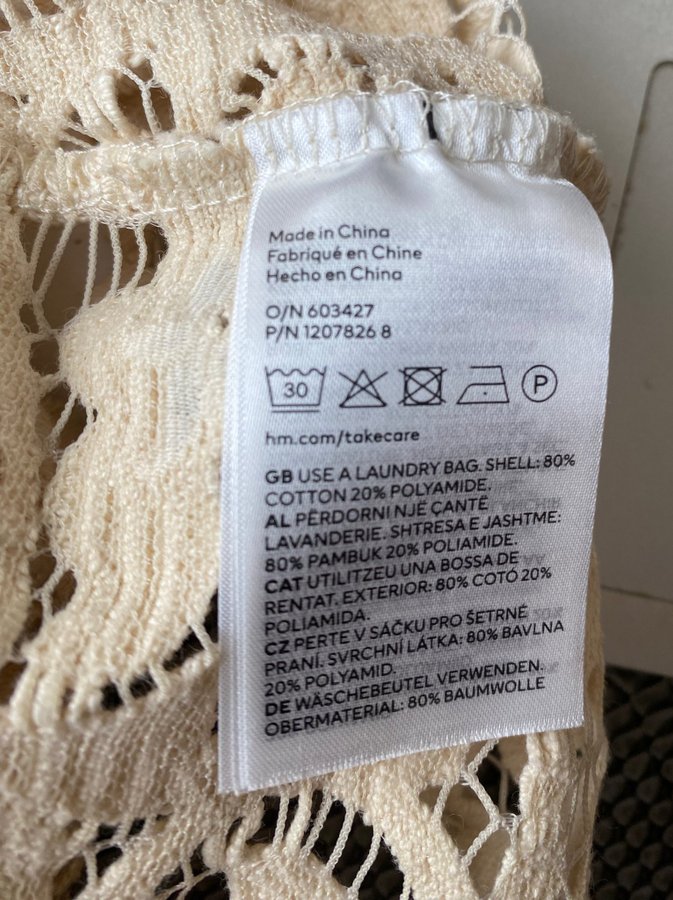 Made in China
Fabriqué en Chine
Hecho en China
O/N 603427
P/N 1207826 8
30 P
hm.com/takecare
GB USE A LAUNDRY BAG. SHELL: 80%
COTTON 20% POLYAMIDE.
AL PËRDORNI NJË ÇANTË
LAVANDERIE. SHTRESA E JASHTME:
80% PAMBUK 20% POLIAMIDE.
CAT UTILITZEU UNA BOSSA DE
RENTAT. EXTERIOR: 80% COTÓ 20%
POLIAMIDA.
CZ PERTE V SÁČKU PRO ŠETRNÉ
PRANÍ. SVRCHNÍ LÁTKA: 80% BAVLNA
20% POLYAMID.
DE WÄSCHEBEUTEL VERWENDEN.
OBERMATERIAL: 80% BAUMWOLLE